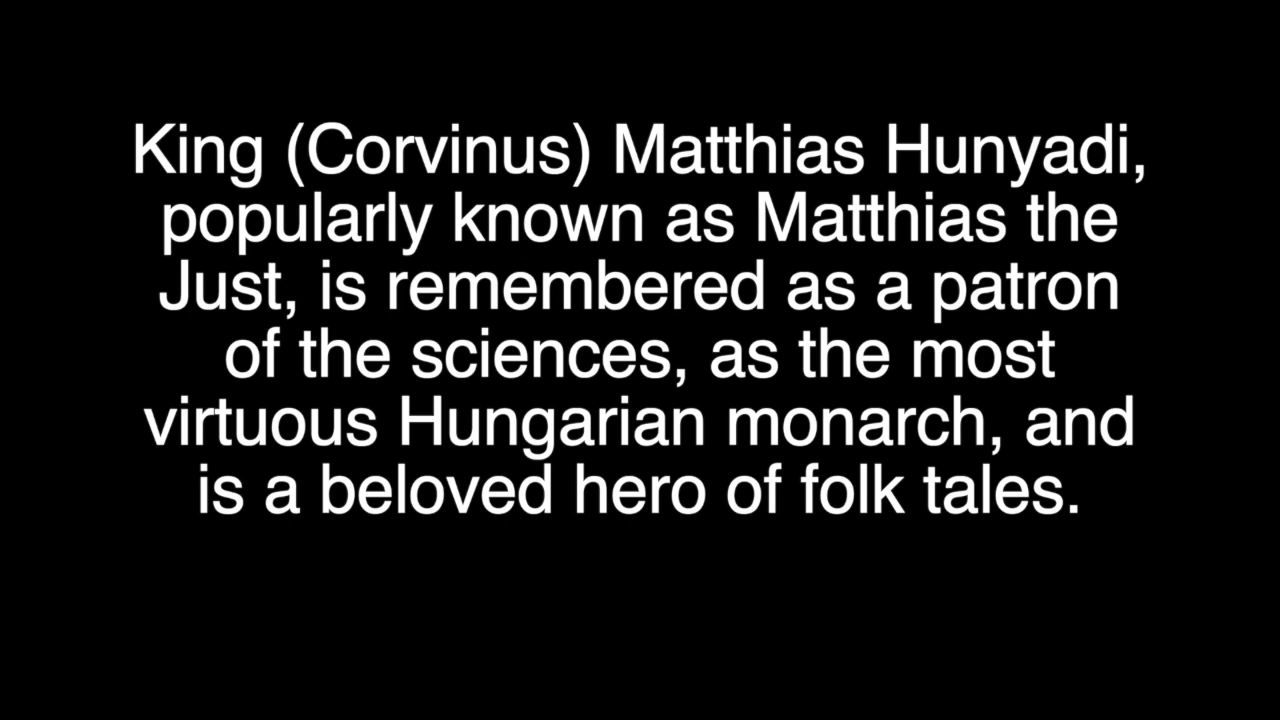 King (Corvinus) Matthias Hunyadi,
popularly known as Matthias the
Just, is remembered as a patron
of the sciences, as the most
virtuous Hungarian monarch, and
is a beloved hero of folk tales.